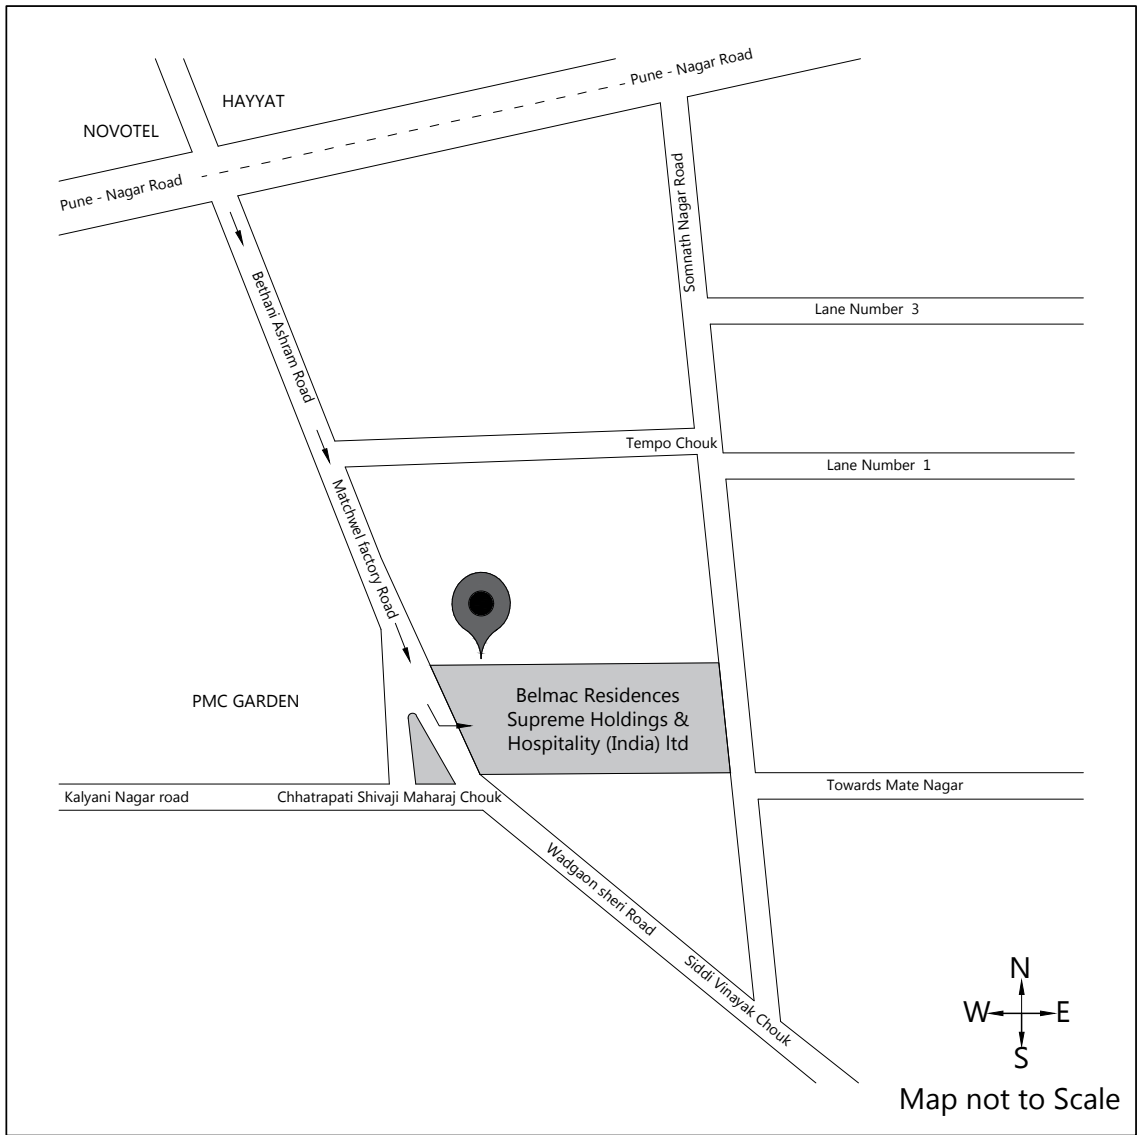 Pune - Nagar Road
HAYYAT
NOVOTEL
Pune - Nagar Road
Somnath Nagar Road
Bethani Ashram Road
Lane Number 3
Tempo Chouk
Lane Number 1
Matchwel factory Road
PMC GARDEN
Belmac Residences
Supreme Holdings &
Hospitality (India) ltd
Kalyani Nagar road
Chhatrapati Shivaji Maharaj Chouk
Towards Mate Nagar
Wadgaon sheri Road
Siddi Vinayak Chouk
N
W E
S
Map not to Scale